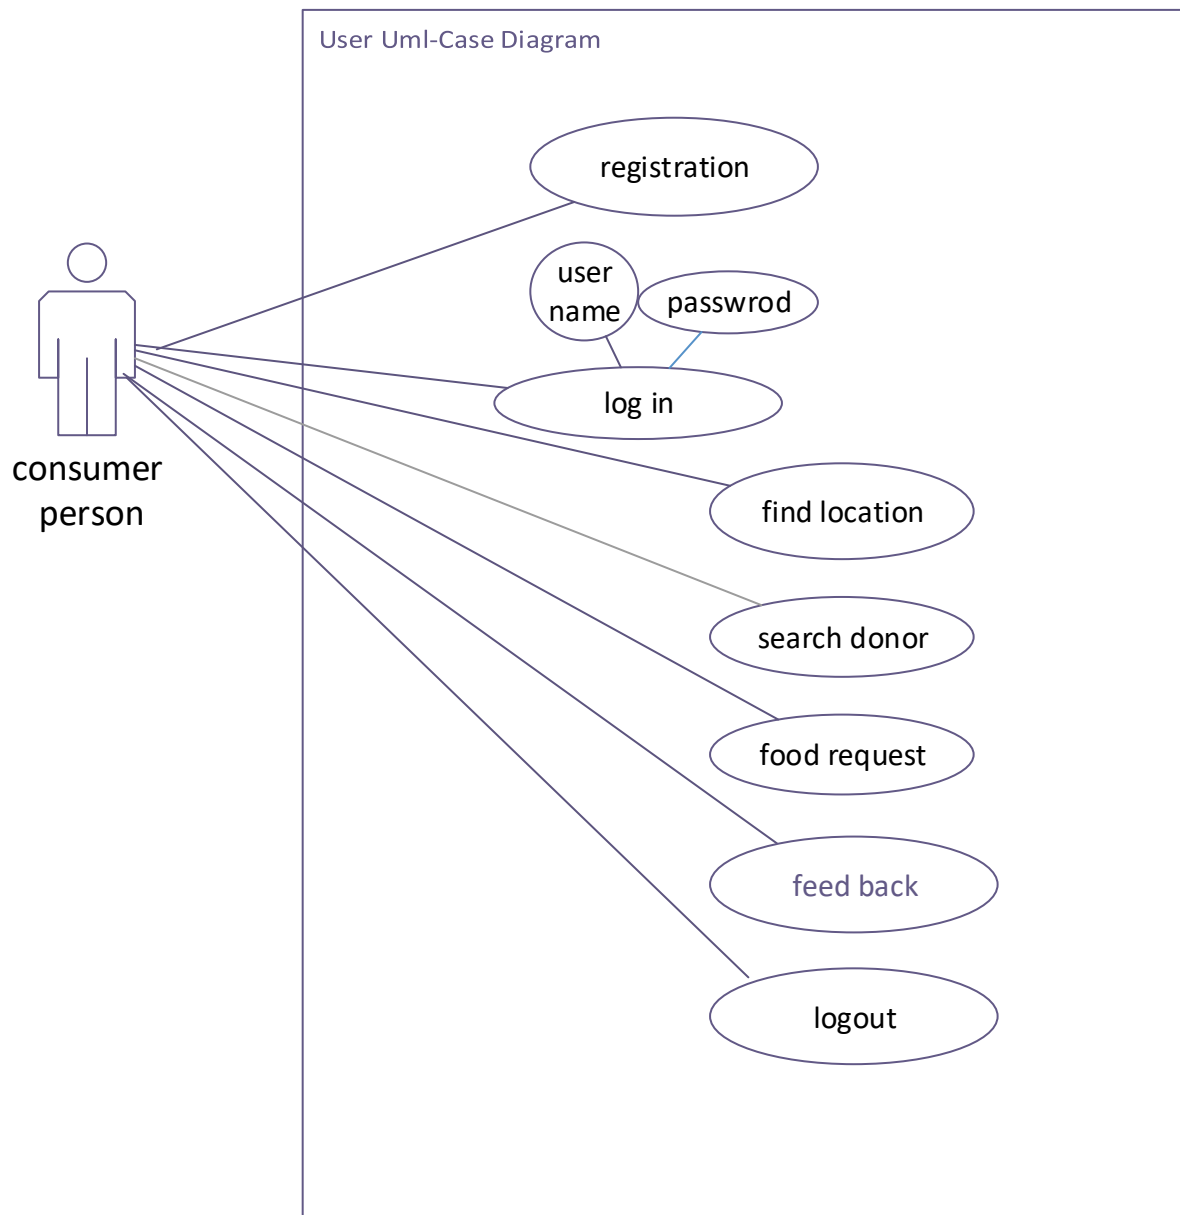 User Uml-Case Diagram
registration
user
name
passwrod
log in
consumer
person
find location
search donor
food request
feed back
logout